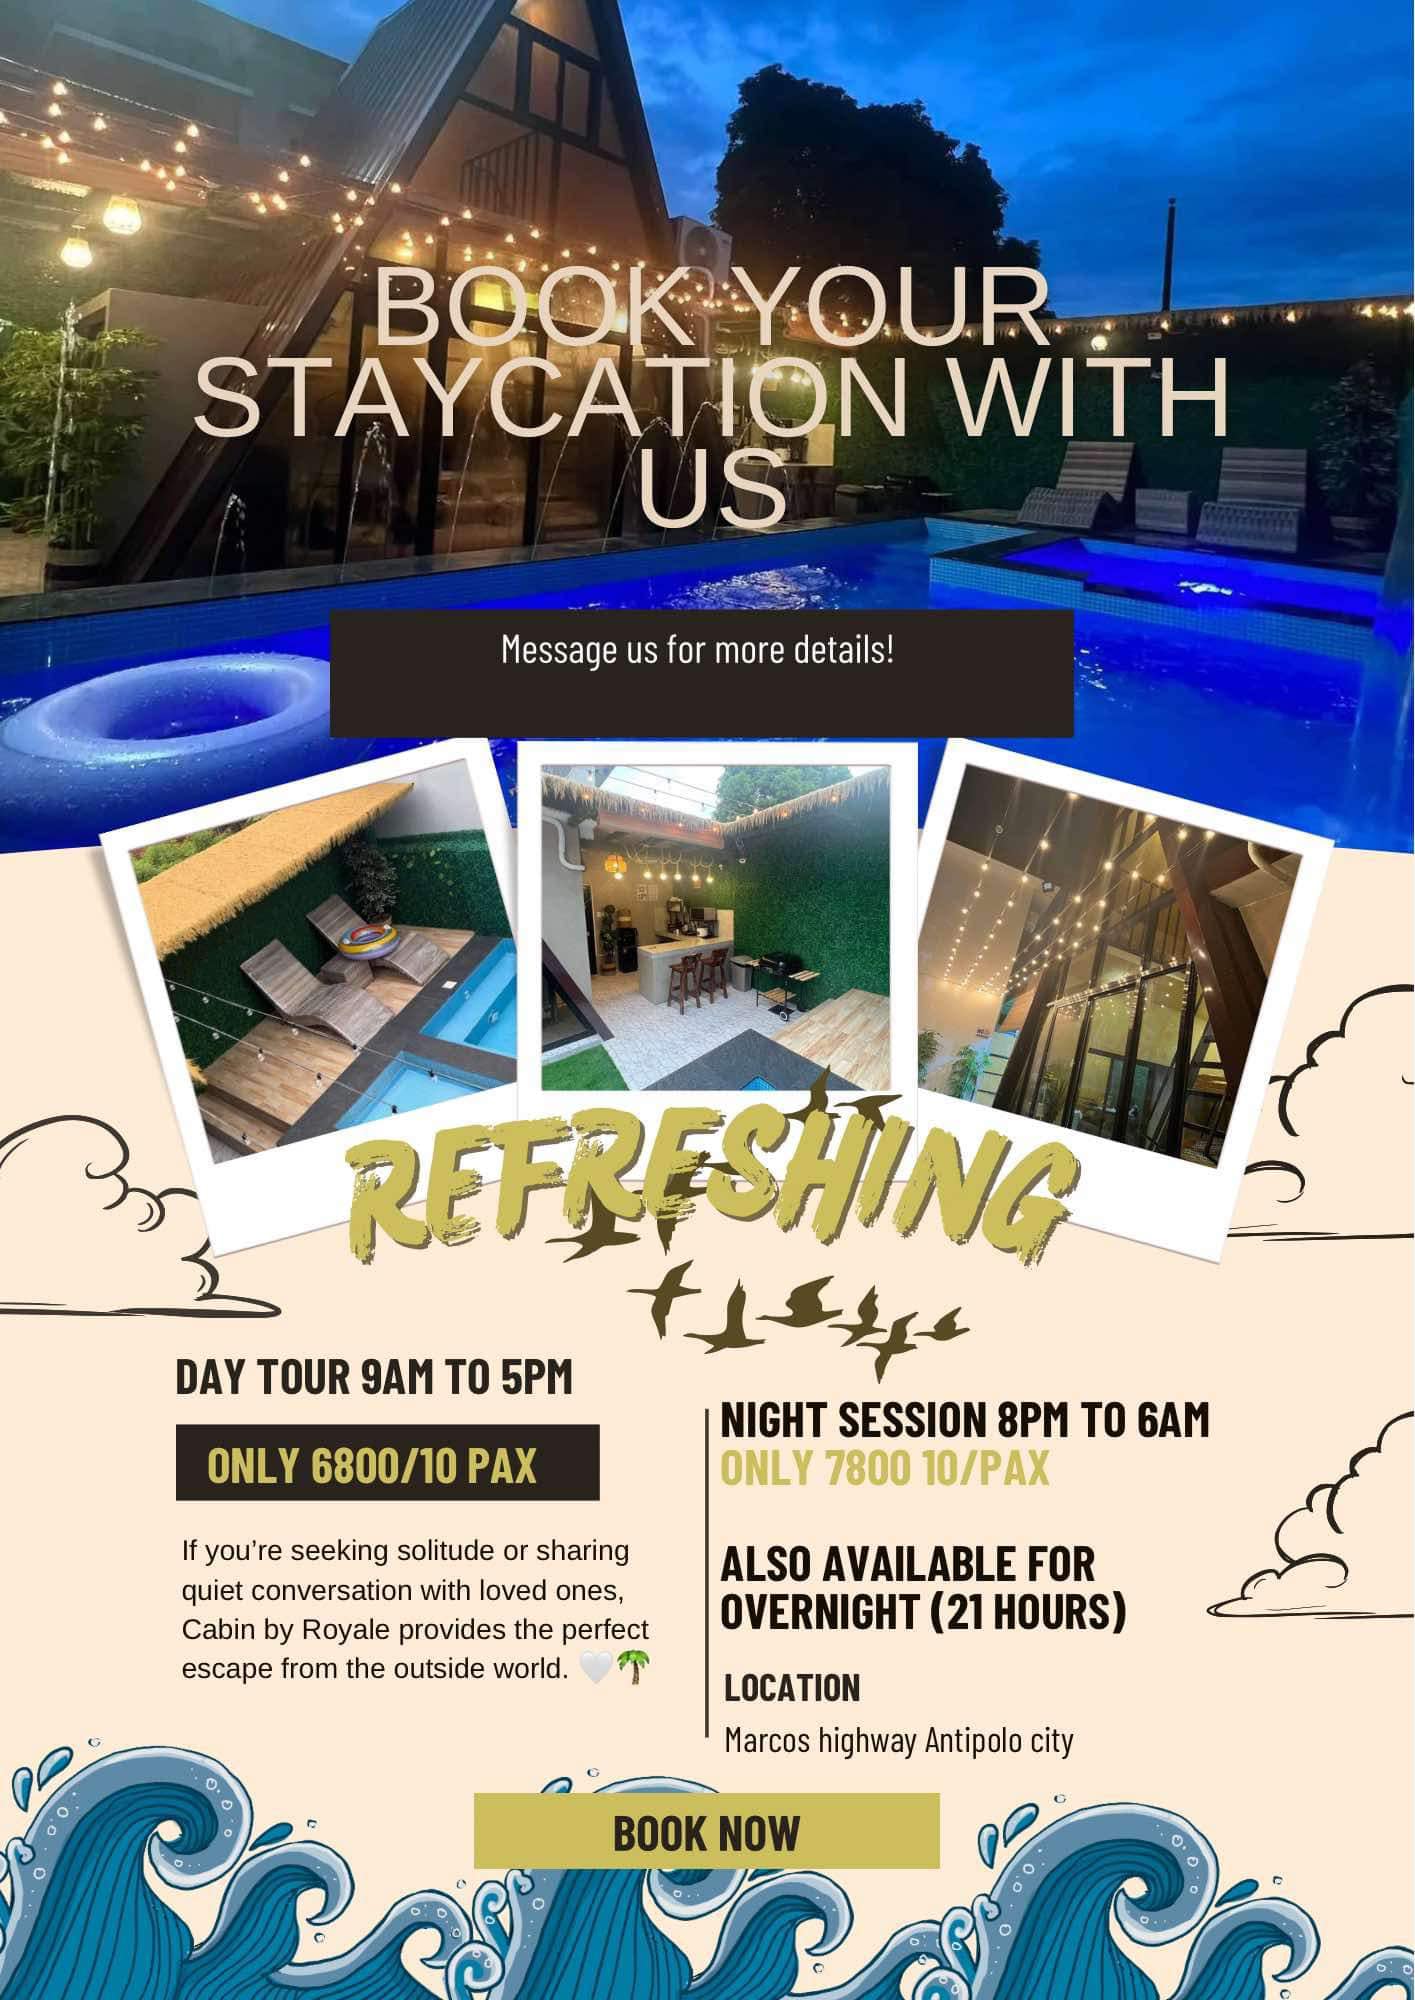 BOOK YOUR
STAYCATION WITH
US
Message us for more details!
REFRESHING
DAY TOUR 9AM TO 5PM
ONLY 6800/10 PAX
If you’re seeking solitude or sharing
quiet conversation with loved ones,
Cabin by Royale provides the perfect
escape from the outside world. 🤍🌴
NIGHT SESSION 8PM TO 6AM
ONLY 7800 10/PAX
ALSO AVAILABLE FOR
OVERNIGHT (21 HOURS)
LOCATION
Marcos highway Antipolo city
BOOK NOW